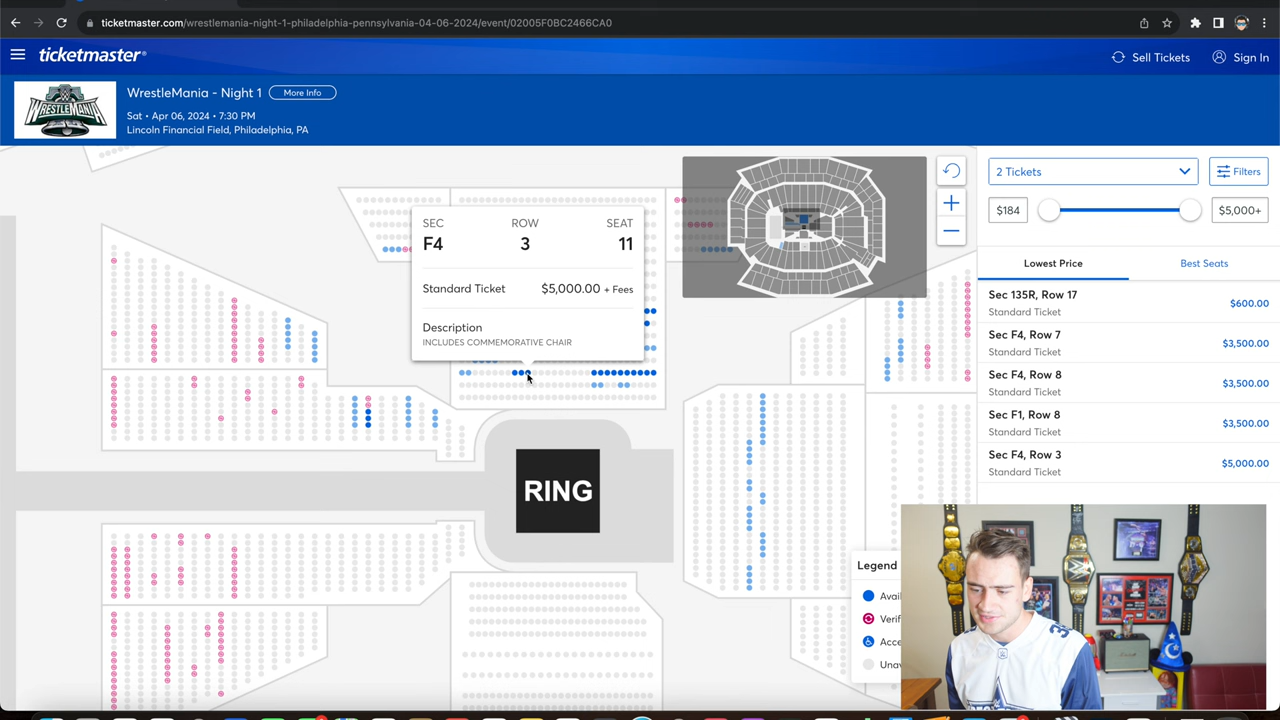 ticketmaster.com/wrestlemania-night-1-philadelphia-pennsylvania-04-06-2024/event/02005F0BC2466CA0
ticketmaster®
Sell Tickets
Sign In
WRESTLEMANIA
WrestleMania - Night 1
More Info
Sat • Apr 06, 2024 • 7:30 PM
Lincoln Financial Field, Philadelphia, PA
2 Tickets
Filters
$184
$5,000+
SEC ROW SEAT
F4 3 11
Standard Ticket $5,000.00 + Fees
Description
INCLUDES COMMEMORATIVE CHAIR
Lowest Price
Best Seats
Sec 135R, Row 17
Standard Ticket
$600.00
Sec F4, Row 7
Standard Ticket
$3,500.00
Sec F4, Row 8
Standard Ticket
$3,500.00
Sec F1, Row 8
Standard Ticket
$3,500.00
Sec F4, Row 3
Standard Ticket
$5,000.00
RING
Legend
Avai
Verif
Acce
Unav